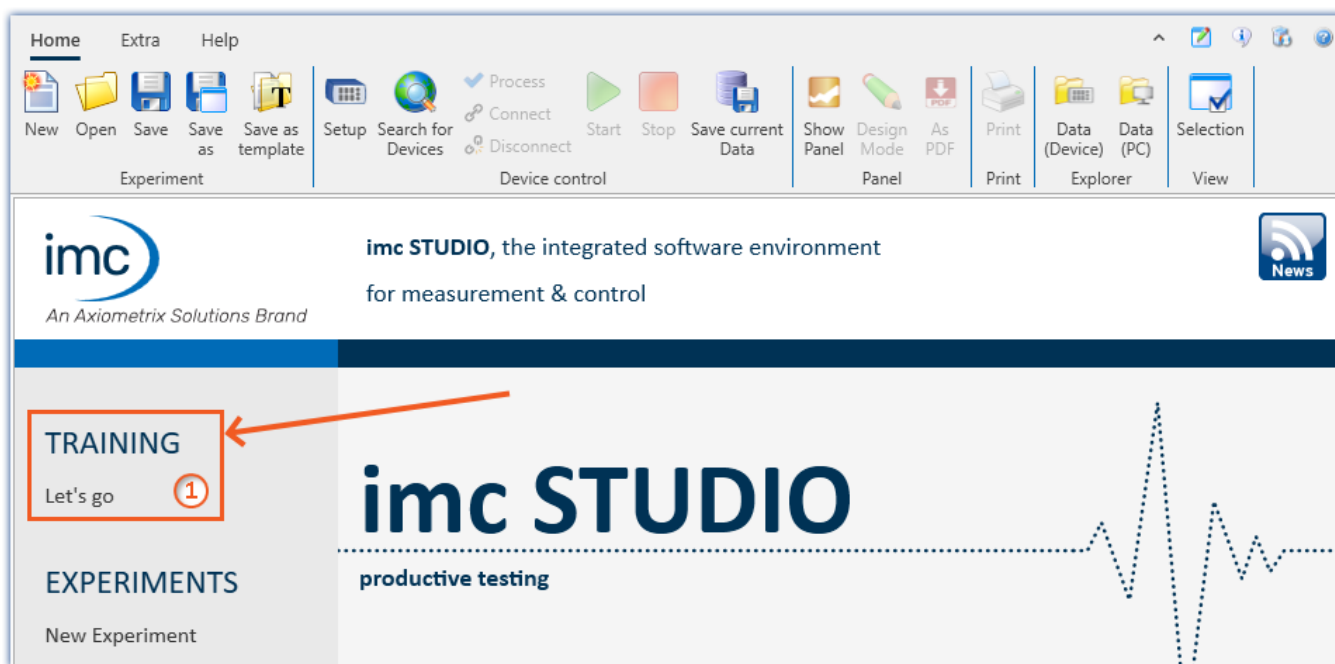 Home Extra Help
New Open Save Save as Save as template
Experiment
Setup Search for Devices Process Connect Disconnect Start Stop Save current Data
Device control
Show Panel Design Mode PDF As PDF
Panel
Print
Print
Data (Device) Data (PC)
Explorer
Selection
View
imc
An Axiometrix Solutions Brand
imc STUDIO, the integrated software environment
for measurement & control
News
TRAINING
Let's go 1
EXPERIMENTS
New Experiment
imc STUDIO
productive testing